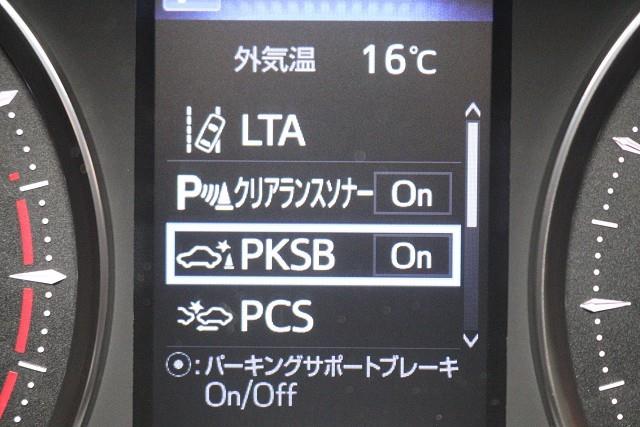 外気温 16℃
LTA
P クリアランスソナー On
PKSB On
PCS
⦿:パーキングサポートブレーキ
On/Off